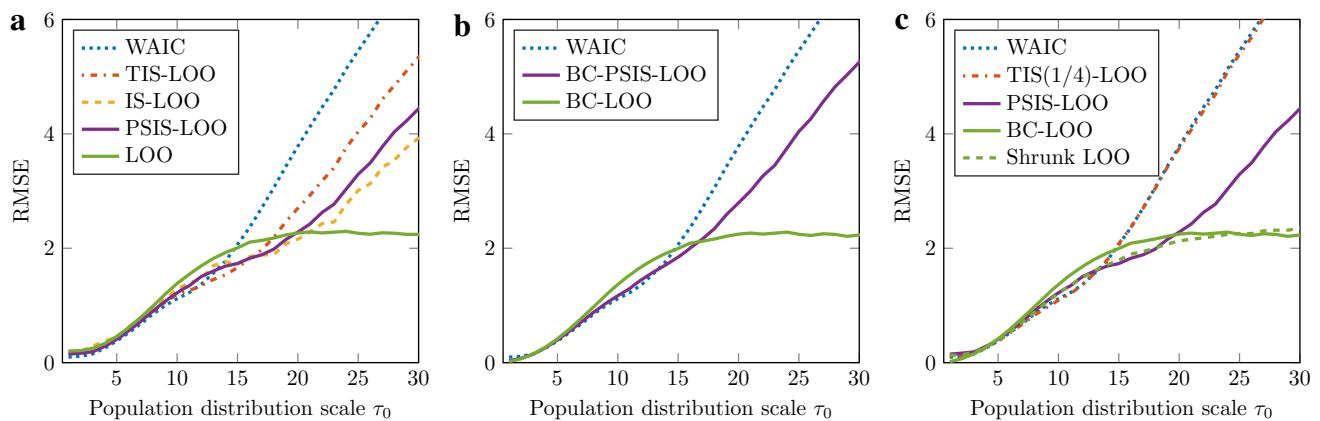 a
6
4
2
0
RMSE
WAIC
TIS-LOO
IS-LOO
PSIS-LOO
LOO
5 10 15 20 25 30
Population distribution scale τ0
b
6
4
2
0
RMSE
WAIC
BC-PSIS-LOO
BC-LOO
5 10 15 20 25 30
Population distribution scale τ0
c
6
4
2
0
RMSE
WAIC
TIS(1/4)-LOO
PSIS-LOO
BC-LOO
Shrunk LOO
5 10 15 20 25 30
Population distribution scale τ0